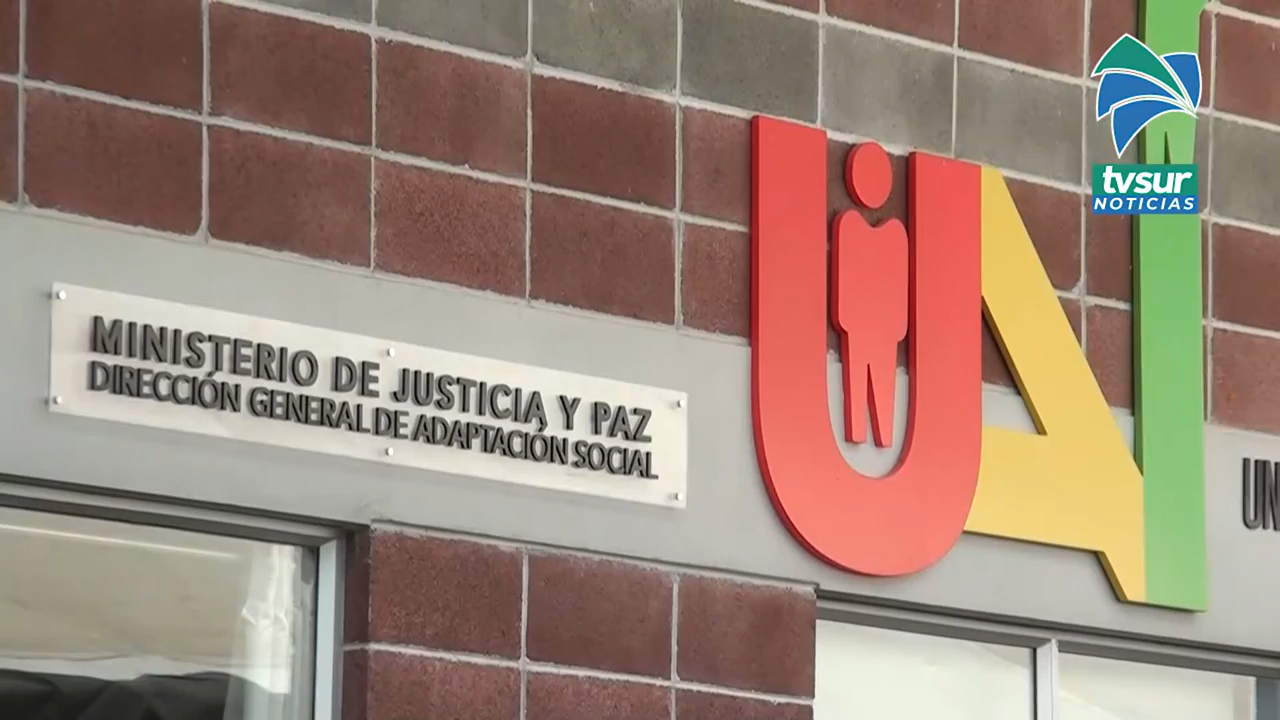 MINISTERIO DE JUSTICIA Y PAZ
DIRECCIÓN GENERAL DE ADAPTACIÓN SOCIAL
UAI
tvsur
NOTICIAS